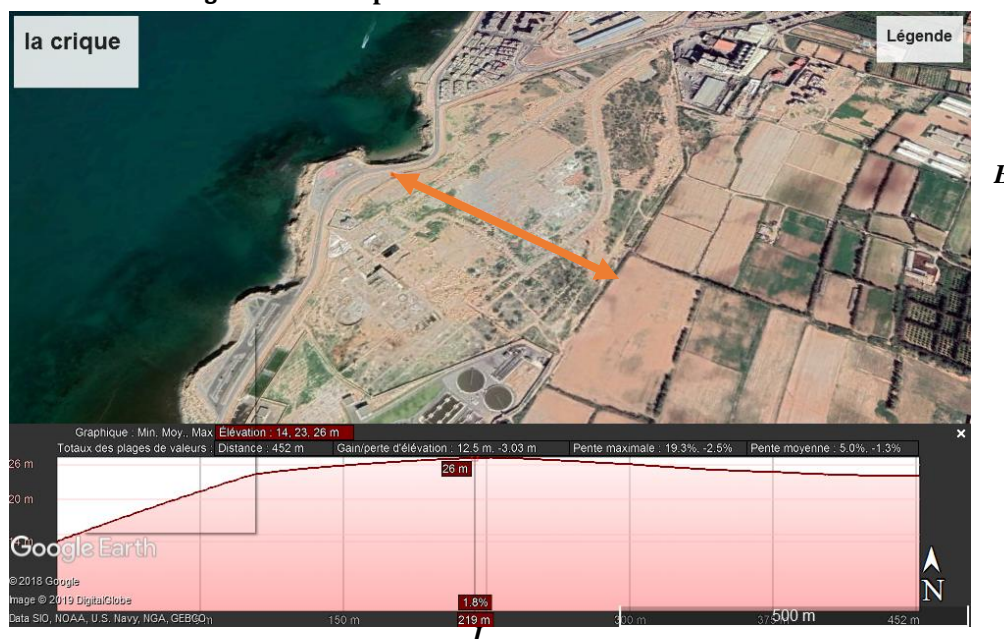 la crique
Légende
Graphique : Min. Moy., Max Élévation : 14, 23, 26 m
Totaux des plages de valeurs : Distance : 452 m Gain/perte d'élévation : 12.5 m. -3.03 m Pente maximale : 19.3%. -2.5% Pente moyenne : 5.0%. -1.3%
26 m
26 m
20 m
Google Earth
© 2018 Google
Image © 2019 DigitalGlobe
N
Data SIO, NOAA, U.S. Navy, NGA, GEBCO
150 m
1.8%
219 m
300 m
500 m
452 m